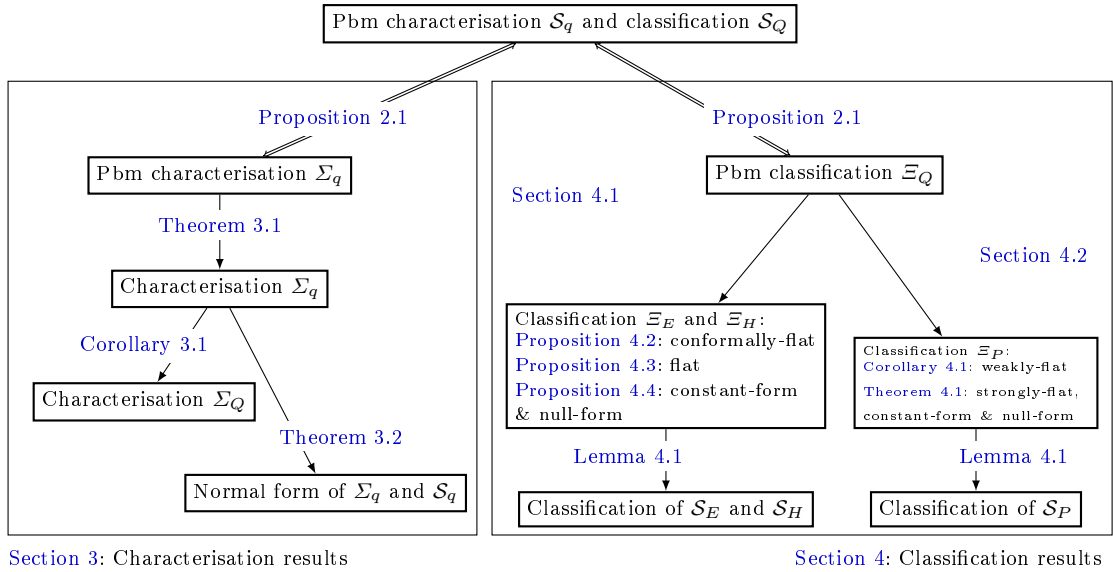 Pbm characterisation 𝒮_q and classification 𝒮_Q
Proposition 2.1
Pbm characterisation Σ_q
Theorem 3.1
Characterisation Σ_q
Corollary 3.1
Characterisation Σ_Q
Theorem 3.2
Normal form of Σ_q and 𝒮_q
Section 3: Characterisation results
Proposition 2.1
Pbm classification Ξ_Q
Section 4.1
Section 4.2
Classification Ξ_E and Ξ_H:
Proposition 4.2: conformally-flat
Proposition 4.3: flat
Proposition 4.4: constant-form
& null-form
Lemma 4.1
Classification of 𝒮_E and 𝒮_H
Classification Ξ_P:
Corollary 4.1: weakly-flat
Theorem 4.1: strongly-flat,
constant-form & null-form
Lemma 4.1
Classification of 𝒮_P
Section 4: Classification results